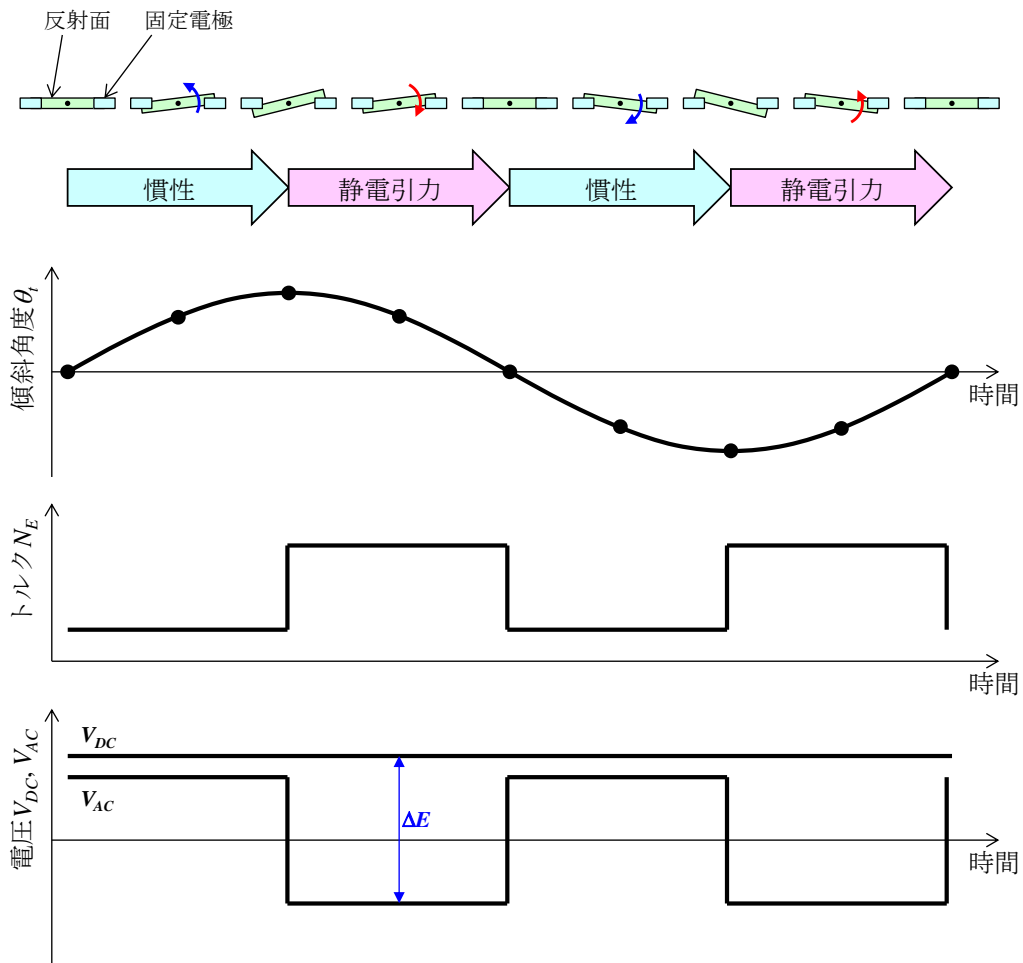 反射面 固定電極
慣性 静電引力 慣性 静電引力
傾斜角度θt
時間
トルクNE
時間
電圧VDC, VAC
VDC
VAC
ΔE
時間